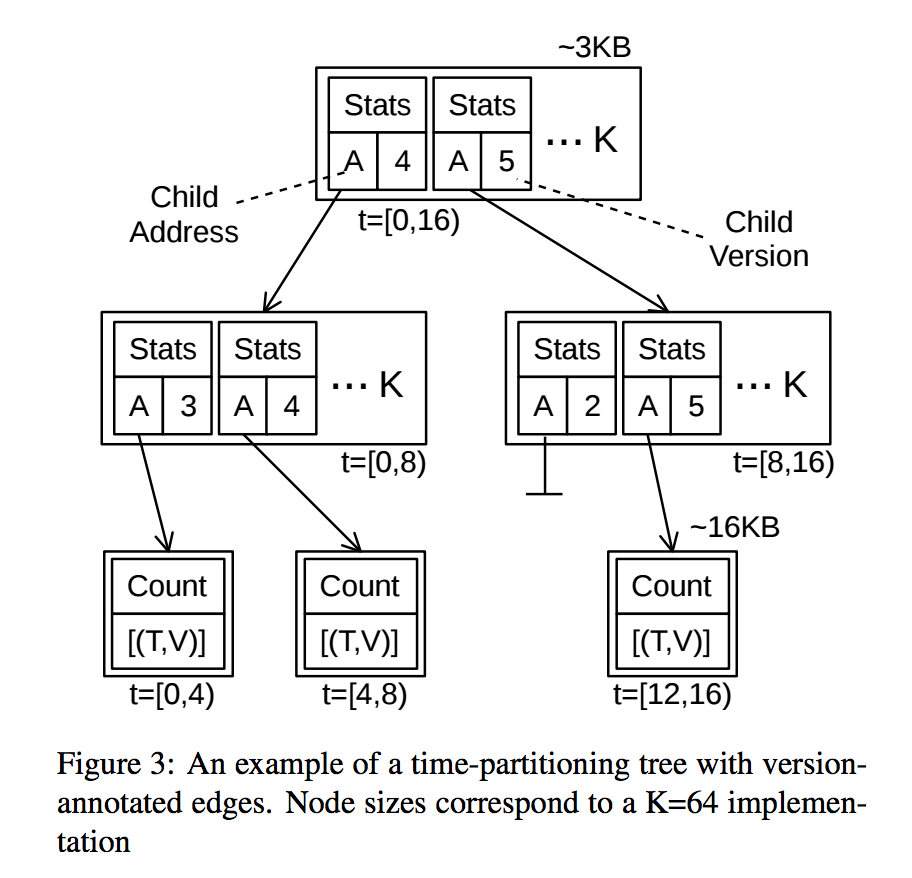 ~3KB
Stats Stats
A 4 A 5 ··· K
Child
Address
t=[0,16)
Child
Version
Stats Stats
A 3 A 4 ··· K
t=[0,8)
Stats Stats
A 2 A 5 ··· K
t=[8,16)
~16KB
Count
[(T,V)]
t=[0,4)
Count
[(T,V)]
t=[4,8)
Count
[(T,V)]
t=[12,16)
Figure 3: An example of a time-partitioning tree with version-
annotated edges. Node sizes correspond to a K=64 implemen-
tation